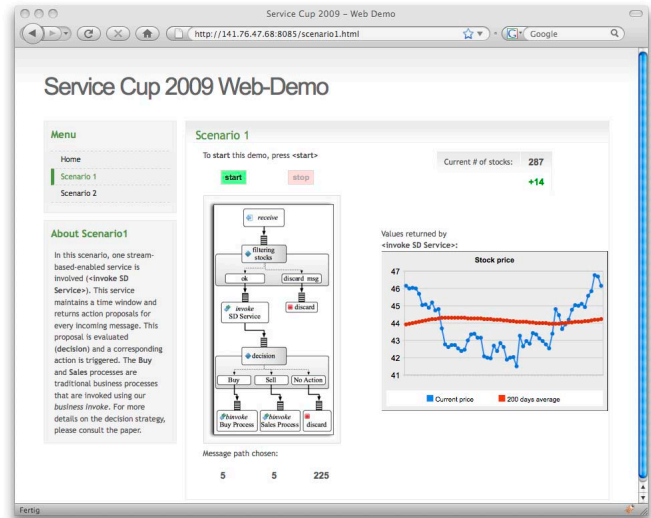 Service Cup 2009 – Web Demo
http://141.76.47.68:8085/scenario1.html
Google
Service Cup 2009 Web-Demo
Menu
Home
Scenario 1
Scenario 2
About Scenario1
In this scenario, one stream-
based-enabled service is
involved (<invoke SD
Service>). This service
maintains a time window and
returns action proposals for
every incoming message. This
proposal is evaluated
(decision) and a corresponding
action is triggered. The Buy
and Sales processes are
traditional business processes
that are invoked using our
business invoke. For more
details on the decision strategy,
please consult the paper.
Scenario 1
To start this demo, press <start>
start
stop
Current # of stocks: 287
+14
receive
filtering
stocks
ok
discard msg
invoke
SD Service
discard
decision
Buy
Sell
No Action
binvoke
Buy Process
binvoke
Sales Process
discard
Message path chosen:
5 5 225
Values returned by
<invoke SD Service>:
Stock price
47
46
45
44
43
42
41
Current price
200 days average
Fertig